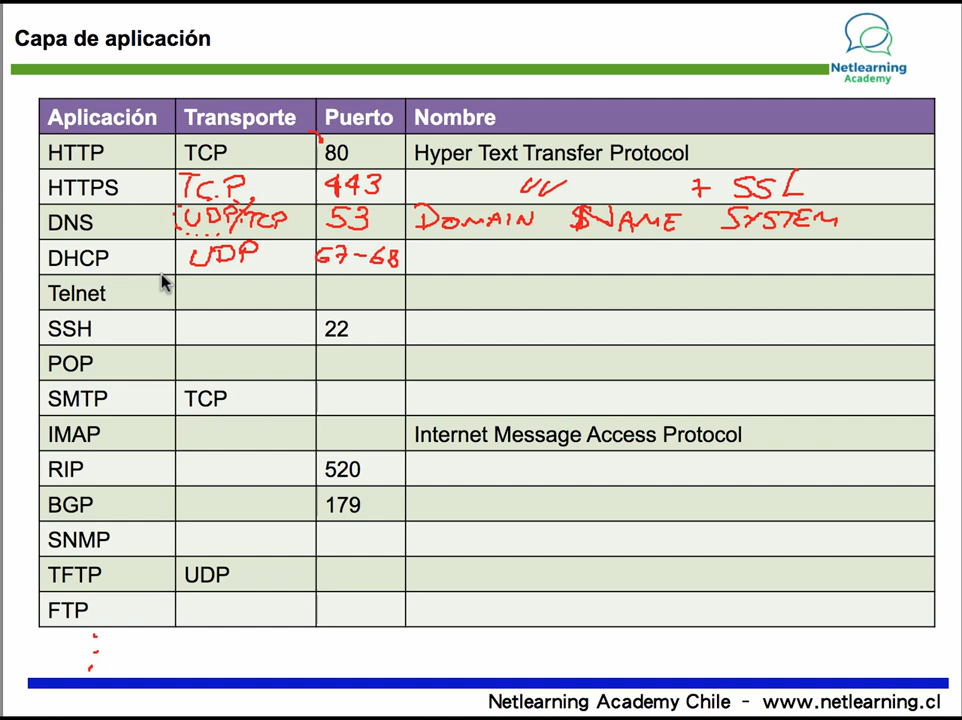 Capa de aplicación
Netlearning
Academy
Aplicación Transporte Puerto Nombre
HTTP TCP 80 Hyper Text Transfer Protocol
HTTPS TCP 443 + SSL
DNS UDP/TCP 53 DOMAIN NAME SYSTEM
DHCP UDP 67-68
Telnet
SSH 22
POP
SMTP TCP
IMAP Internet Message Access Protocol
RIP 520
BGP 179
SNMP
TFTP UDP
FTP
Netlearning Academy Chile - www.netlearning.cl